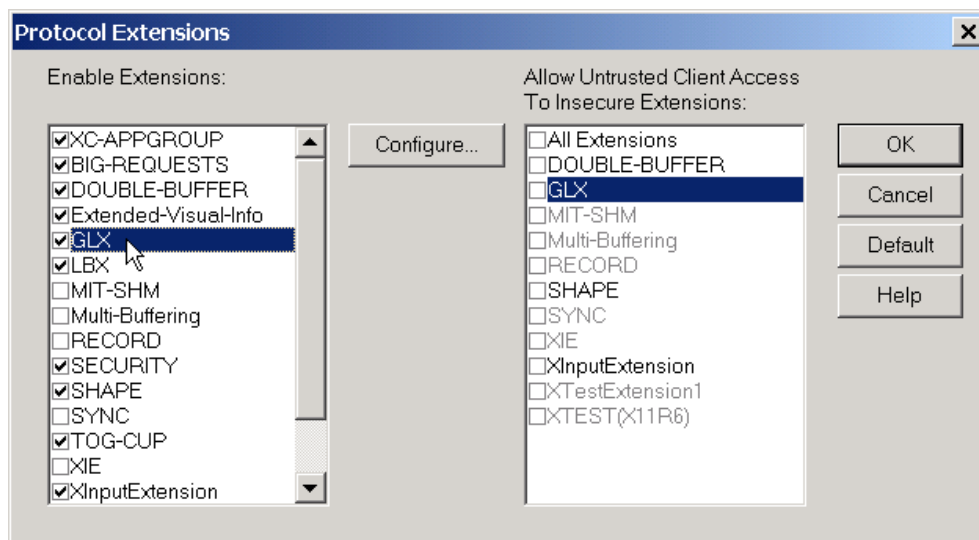 Protocol Extensions
Enable Extensions:
XC-APPGROUP
BIG-REQUESTS
DOUBLE-BUFFER
Extended-Visual-Info
GLX
LBX
MIT-SHM
Multi-Buffering
RECORD
SECURITY
SHAPE
SYNC
TOG-CUP
XIE
XInputExtension
Configure...
Allow Untrusted Client Access
To Insecure Extensions:
All Extensions
DOUBLE-BUFFER
GLX
MIT-SHM
Multi-Buffering
RECORD
SHAPE
SYNC
XIE
XInputExtension
XTestExtension1
XTEST(X11R6)
OK
Cancel
Default
Help